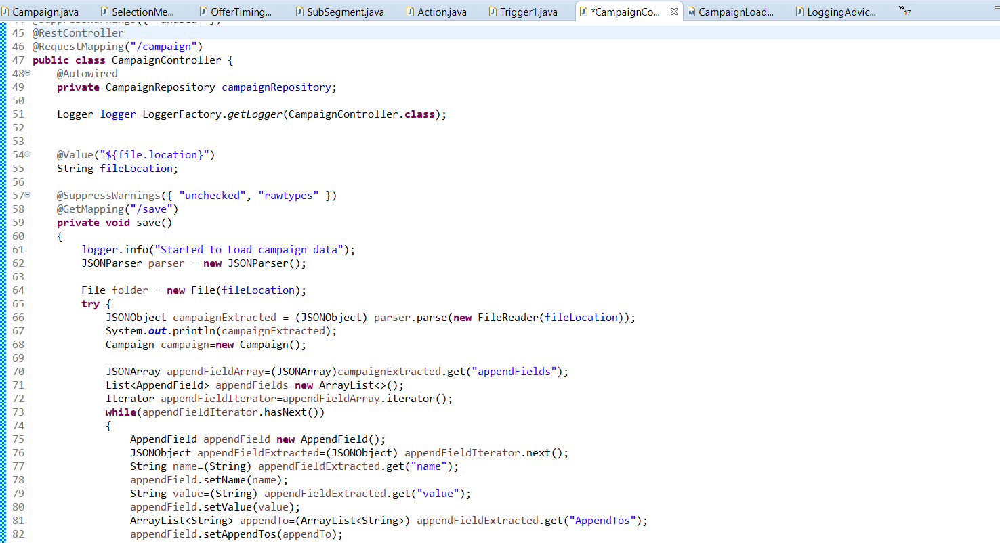 Campaign.java SelectionMe... OfferTiming... SubSegment.java Action.java Trigger1.java *CampaignCo... CampaignLoad... LoggingAdvic... »17
45 @RestController
46 @RequestMapping("/campaign")
47 public class CampaignController {
48 @Autowired
49 private CampaignRepository campaignRepository;
50
51 Logger logger=LoggerFactory.getLogger(CampaignController.class);
52
53
54 @Value("${file.location}")
55 String fileLocation;
56
57 @SuppressWarnings({ "unchecked", "rawtypes" })
58 @GetMapping("/save")
59 private void save()
60 {
61 logger.info("Started to Load campaign data");
62 JSONParser parser = new JSONParser();
63
64 File folder = new File(fileLocation);
65 try {
66 JSONObject campaignExtracted = (JSONObject) parser.parse(new FileReader(fileLocation));
67 System.out.println(campaignExtracted);
68 Campaign campaign=new Campaign();
69
70 JSONArray appendFieldArray=(JSONArray)campaignExtracted.get("appendFields");
71 List<AppendField> appendFields=new ArrayList<>();
72 Iterator appendFieldIterator=appendFieldArray.iterator();
73 while(appendFieldIterator.hasNext())
74 {
75 AppendField appendField=new AppendField();
76 JSONObject appendFieldExtracted=(JSONObject) appendFieldIterator.next();
77 String name=(String) appendFieldExtracted.get("name");
78 appendField.setName(name);
79 String value=(String) appendFieldExtracted.get("value");
80 appendField.setValue(value);
81 ArrayList<String> appendTo=(ArrayList<String>) appendFieldExtracted.get("AppendTos");
82 appendField.setAppendTos(appendTo);